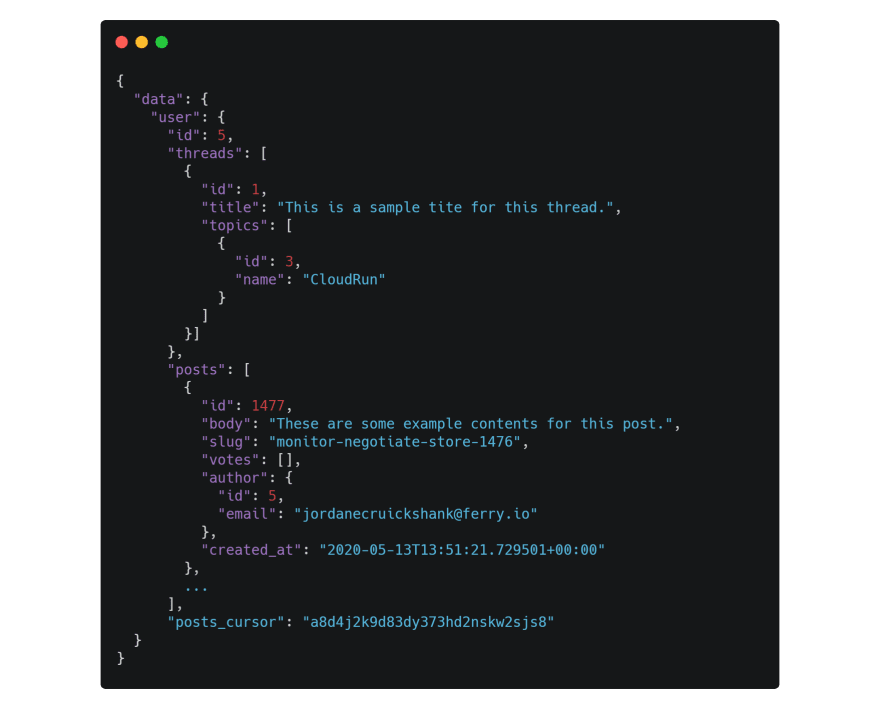 {
  "data": {
    "user": {
      "id": 5,
      "threads": [
        {
          "id": 1,
          "title": "This is a sample tite for this thread.",
          "topics": [
            {
              "id": 3,
              "name": "CloudRun"
            }
          ]
        }]
      },
      "posts": [
        {
          "id": 1477,
          "body": "These are some example contents for this post.",
          "slug": "monitor-negotiate-store-1476",
          "votes": [],
          "author": {
            "id": 5,
            "email": "jordanecruickshank@ferry.io"
          },
          "created_at": "2020-05-13T13:51:21.729501+00:00"
        },
        ...
      ],
      "posts_cursor": "a8d4j2k9d83dy373hd2nskw2sjs8"
  }
}